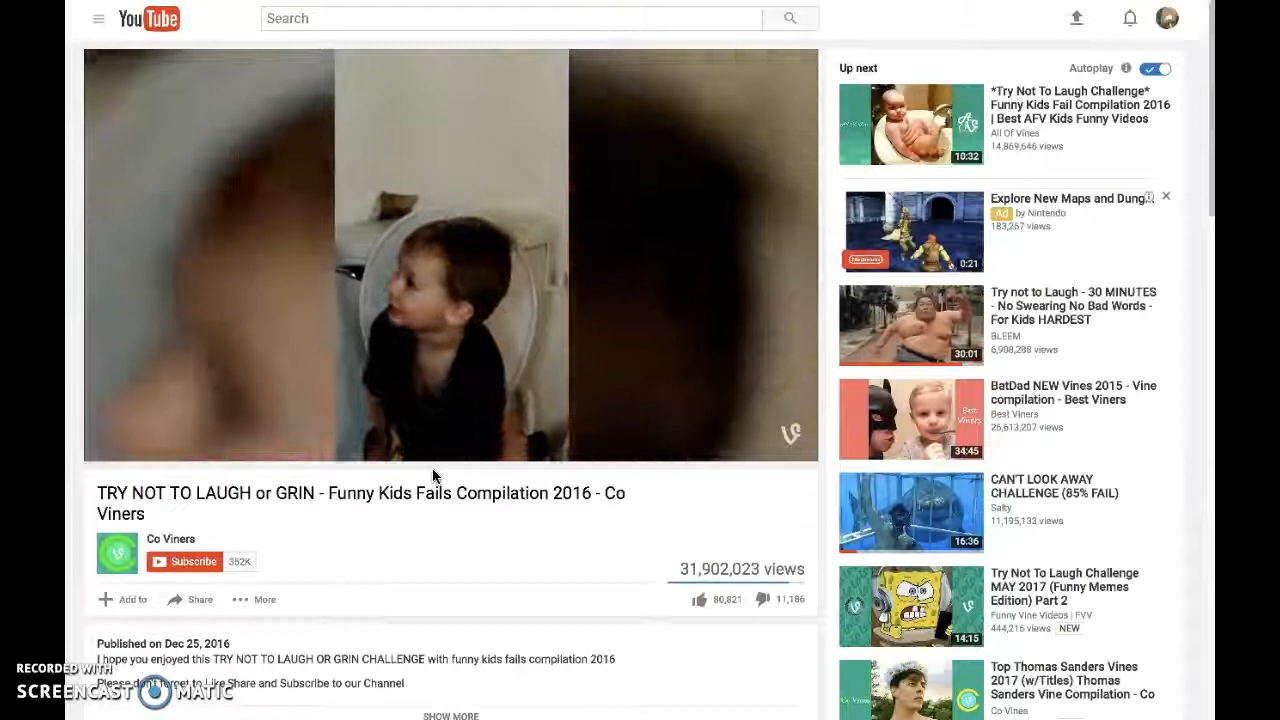 YouTube
Search
TRY NOT TO LAUGH or GRIN - Funny Kids Fails Compilation 2016 - Co
Viners
Co Viners
Subscribe 352K
31,902,023 views
Add to Share More
80,821 11,186
Published on Dec 25, 2016
I hope you enjoyed this TRY NOT TO LAUGH OR GRIN CHALLENGE with funny kids fails compilation 2016
Please don't forget to Like Share and Subscribe to our Channel
SHOW MORE
RECORDED WITH
SCREENCAST MATIC
Up next
Autoplay
*Try Not To Laugh Challenge*
Funny Kids Fail Compilation 2016
| Best AFV Kids Funny Videos
All Of Vines
14,869,646 views
10:32
Explore New Maps and Dung...
Ad by Nintendo
183,267 views
Nintendo
0:21
Try not to Laugh - 30 MINUTES
- No Swearing No Bad Words -
For Kids HARDEST
BLEEM
6,908,288 views
30:01
BatDad NEW Vines 2015 - Vine
compilation - Best Viners
Best Viners
26,613,207 views
Best
Viners
34:45
CAN'T LOOK AWAY
CHALLENGE (85% FAIL)
Salty
11,195,133 views
16:36
Try Not To Laugh Challenge
MAY 2017 (Funny Memes
Edition) Part 2
Funny Vine Videos | FVV
444,216 views NEW
14:15
Top Thomas Sanders Vines
2017 (w/Titles) Thomas
Sanders Vine Compilation - Co
Co Vines